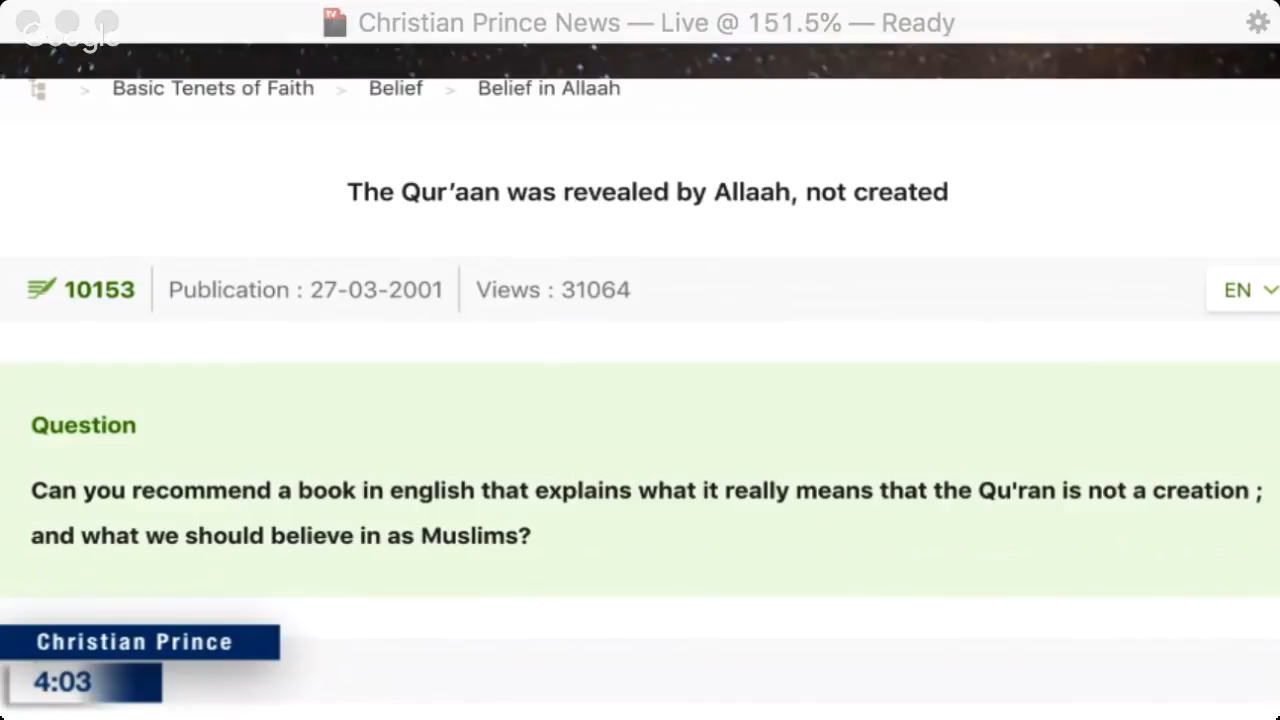 Christian Prince News — Live @ 151.5% — Ready
Google
> Basic Tenets of Faith > Belief > Belief in Allaah
The Qur’aan was revealed by Allaah, not created
10153 Publication : 27-03-2001 Views : 31064 EN
Question
Can you recommend a book in english that explains what it really means that the Qu'ran is not a creation ;
and what we should believe in as Muslims?
Christian Prince
4:03